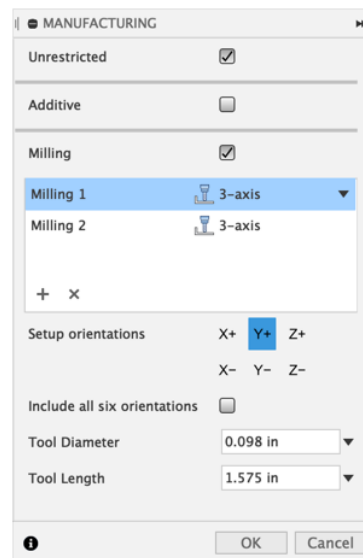 MANUFACTURING
Unrestricted
Additive
Milling
Milling 1 3-axis
Milling 2 3-axis
+ ×
Setup orientations X+ Y+ Z+
X- Y- Z-
Include all six orientations
Tool Diameter 0.098 in
Tool Length 1.575 in
OK Cancel